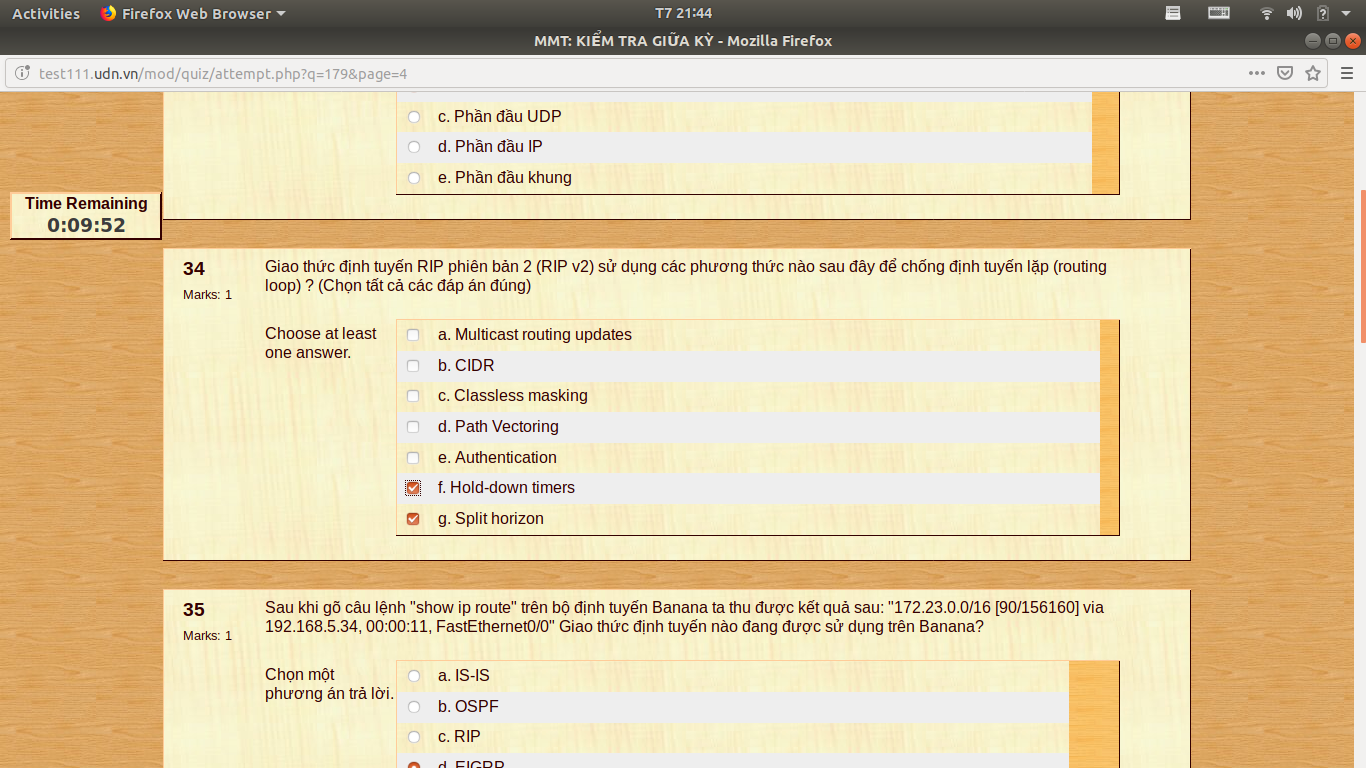 Activities
Firefox Web Browser
T7 21:44
MMT: KIỂM TRA GIỮA KỲ - Mozilla Firefox
test111.udn.vn/mod/quiz/attempt.php?q=179&page=4
c. Phần đầu UDP
d. Phần đầu IP
e. Phần đầu khung
Time Remaining
0:09:52
34
Marks: 1
Giao thức định tuyến RIP phiên bản 2 (RIP v2) sử dụng các phương thức nào sau đây để chống định tuyến lặp (routing
loop) ? (Chọn tất cả các đáp án đúng)
Choose at least
one answer.
a. Multicast routing updates
b. CIDR
c. Classless masking
d. Path Vectoring
e. Authentication
f. Hold-down timers
g. Split horizon
35
Marks: 1
Sau khi gõ câu lệnh "show ip route" trên bộ định tuyến Banana ta thu được kết quả sau: "172.23.0.0/16 [90/156160] via
192.168.5.34, 00:00:11, FastEthernet0/0" Giao thức định tuyến nào đang được sử dụng trên Banana?
Chọn một
phương án trả lời.
a. IS-IS
b. OSPF
c. RIP
d. EIGRP